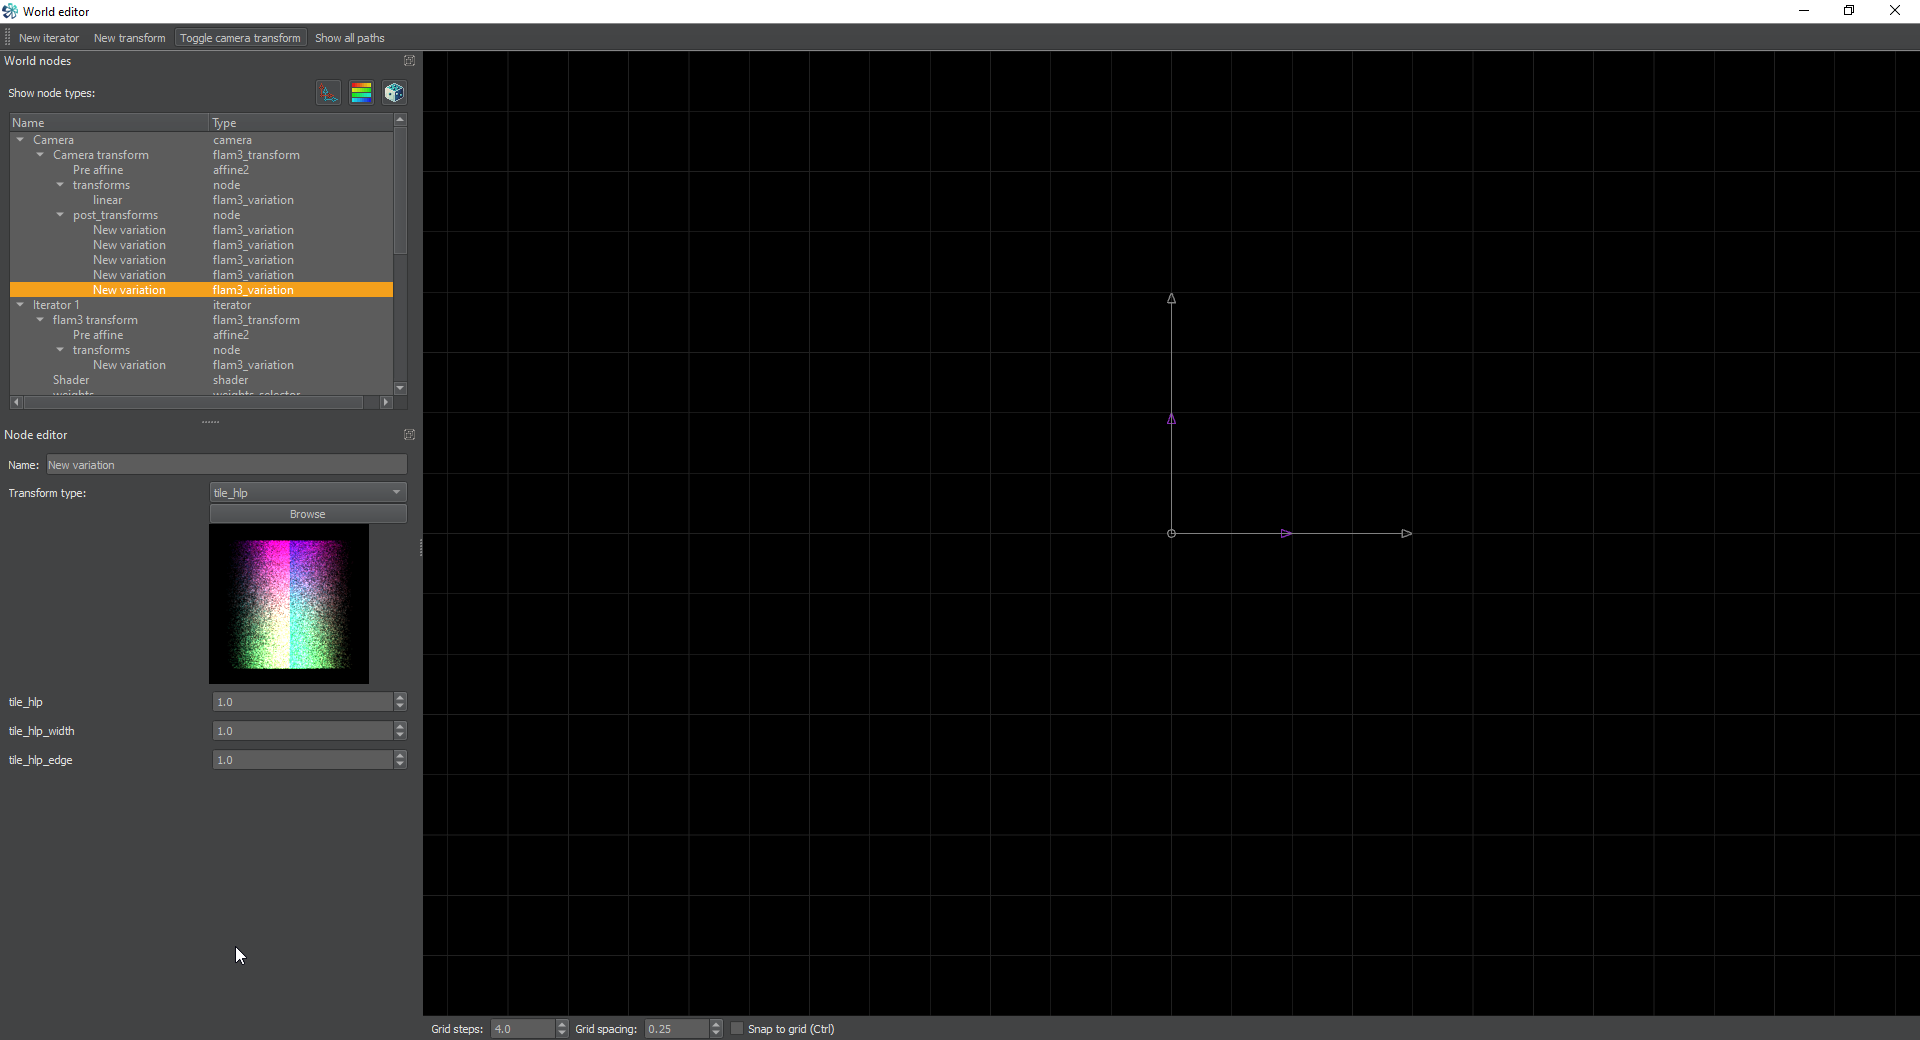 World editor
New iterator New transform Toggle camera transform Show all paths
World nodes
Show node types:
Name Type
Camera camera
Camera transform flam3_transform
Pre affine affine2
transforms node
linear flam3_variation
post_transforms node
New variation flam3_variation
New variation flam3_variation
New variation flam3_variation
New variation flam3_variation
New variation flam3_variation
Iterator 1 iterator
flam3 transform flam3_transform
Pre affine affine2
transforms node
New variation flam3_variation
Shader shader
weights weights_selector
Node editor
Name: New variation
Transform type: tile_hlp
Browse
tile_hlp 1.0
tile_hlp_width 1.0
tile_hlp_edge 1.0
Grid steps: 4.0 Grid spacing: 0.25 Snap to grid (Ctrl)